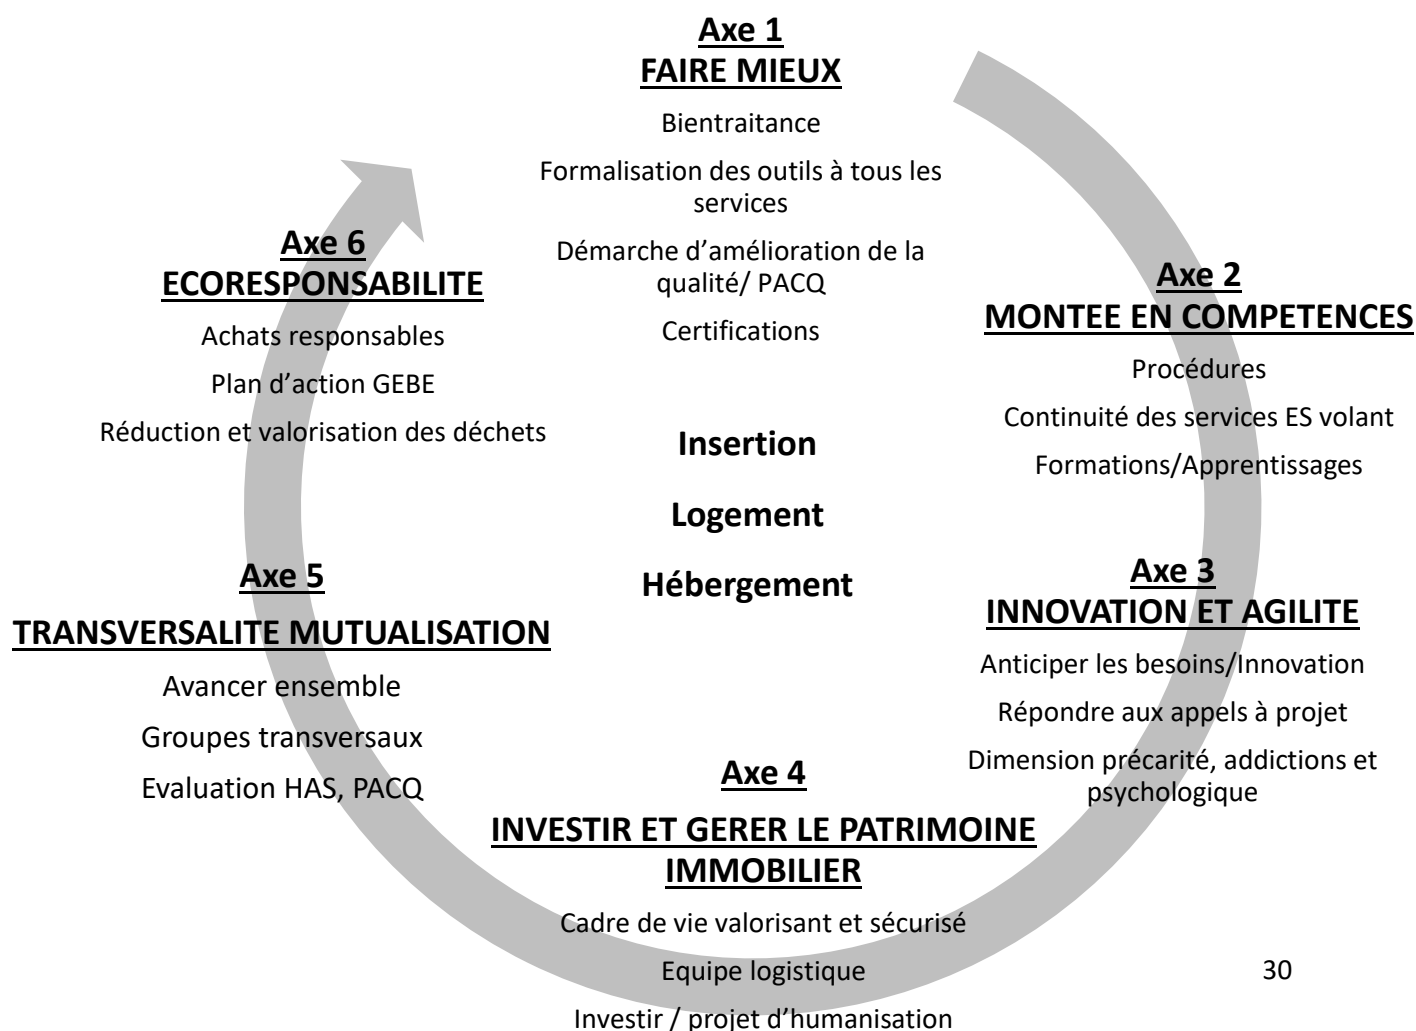 Axe 1
FAIRE MIEUX
Bientraitance
Formalisation des outils à tous les
services
Démarche d’amélioration de la
qualité/ PACQ
Certifications
Axe 2
MONTEE EN COMPETENCES
Procédures
Continuité des services ES volant
Formations/Apprentissages
Axe 3
INNOVATION ET AGILITE
Anticiper les besoins/Innovation
Répondre aux appels à projet
Dimension précarité, addictions et
psychologique
Axe 4
INVESTIR ET GERER LE PATRIMOINE
IMMOBILIER
Cadre de vie valorisant et sécurisé
Equipe logistique
Investir / projet d’humanisation
Axe 5
TRANSVERSALITE MUTUALISATION
Avancer ensemble
Groupes transversaux
Evaluation HAS, PACQ
Axe 6
ECORESPONSABILITE
Achats responsables
Plan d’action GEBE
Réduction et valorisation des déchets
Insertion
Logement
Hébergement
30